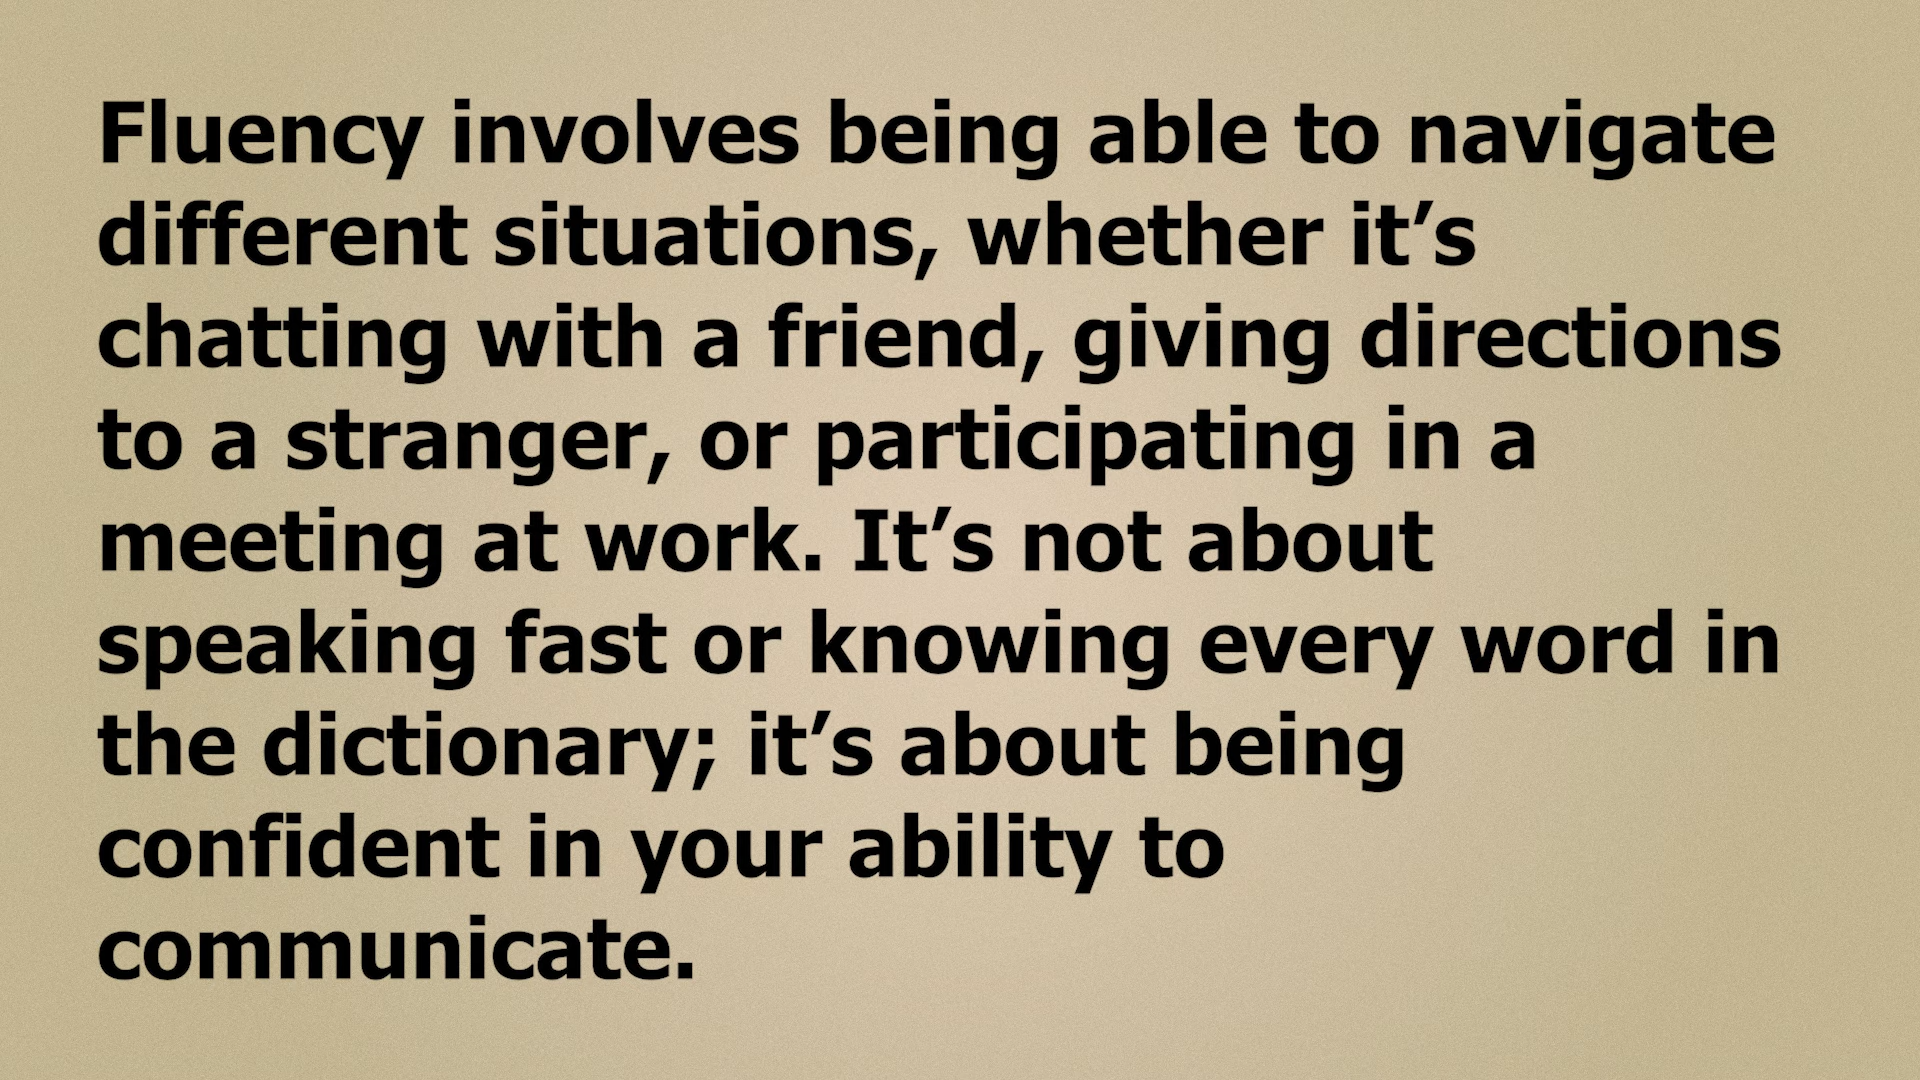 Fluency involves being able to navigate
different situations, whether it’s
chatting with a friend, giving directions
to a stranger, or participating in a
meeting at work. It’s not about
speaking fast or knowing every word in
the dictionary; it’s about being
confident in your ability to
communicate.